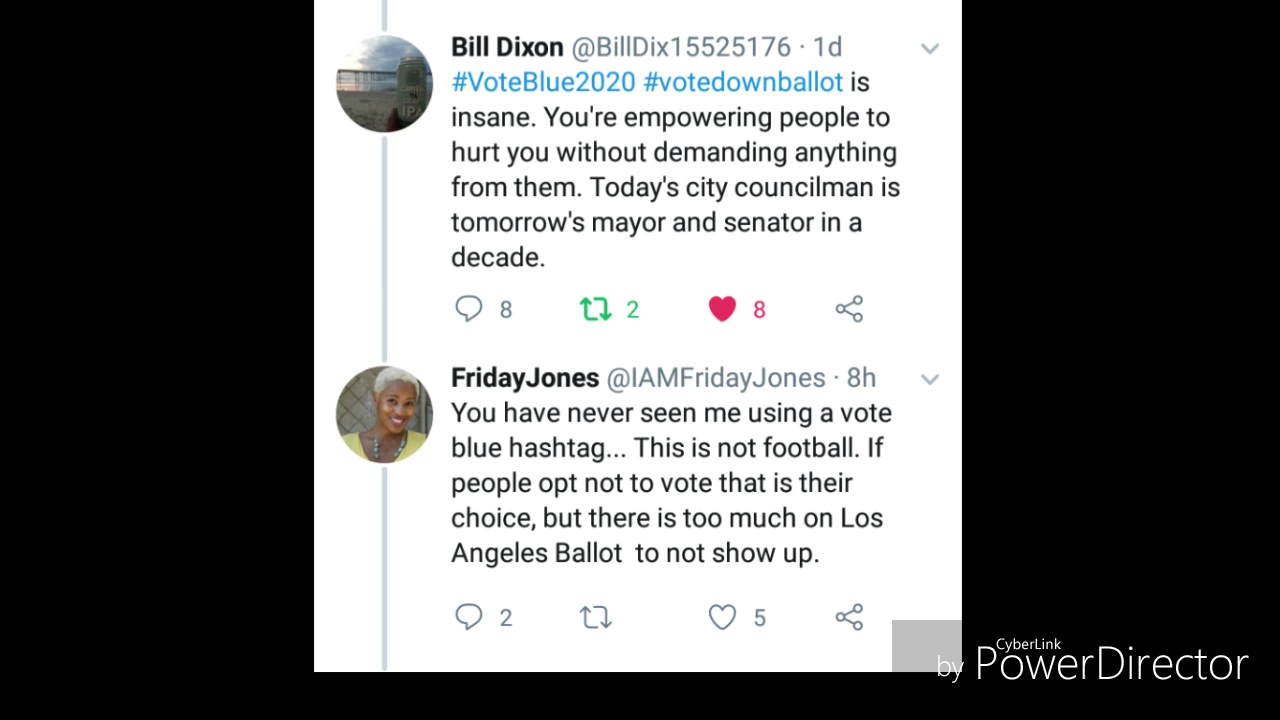 Bill Dixon @BillDix15525176 · 1d
#VoteBlue2020 #votedownballot is
insane. You're empowering people to
hurt you without demanding anything
from them. Today's city councilman is
tomorrow's mayor and senator in a
decade.
8 2 8
FridayJones @IAMFridayJones · 8h
You have never seen me using a vote
blue hashtag... This is not football. If
people opt not to vote that is their
choice, but there is too much on Los
Angeles Ballot to not show up.
2 5
CyberLink
by PowerDirector